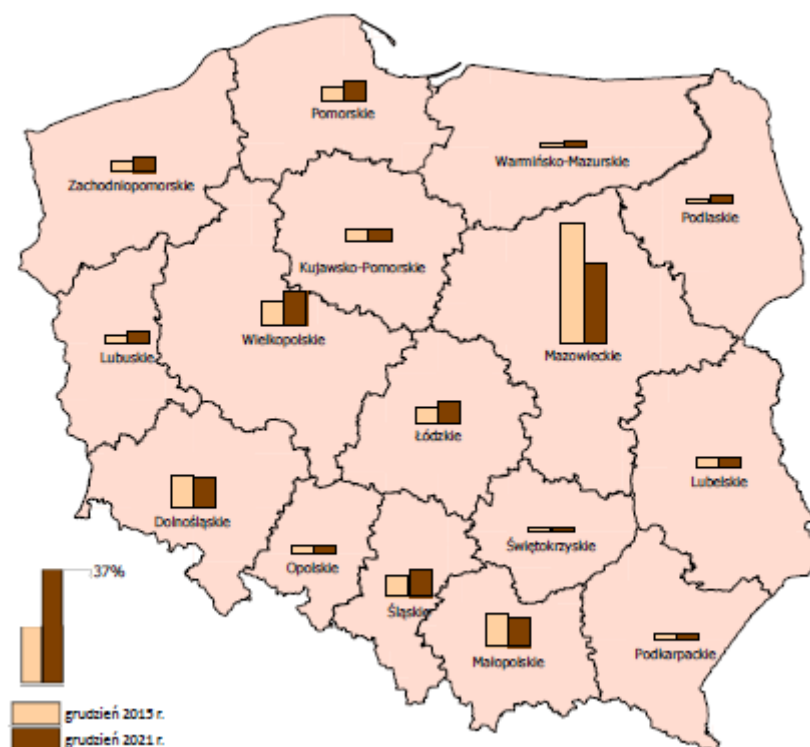 Pomorskie
Warmińsko-Mazurskie
Zachodniopomorskie
Podlaskie
Kujawsko-Pomorskie
Wielkopolskie
Lubuskie
Mazowieckie
Łódzkie
Lubelskie
Dolnośląskie
Świętokrzyskie
Opolskie
37%
Śląskie
Małopolskie
Podkarpackie
grudzień 2015 r.
grudzień 2021 r.